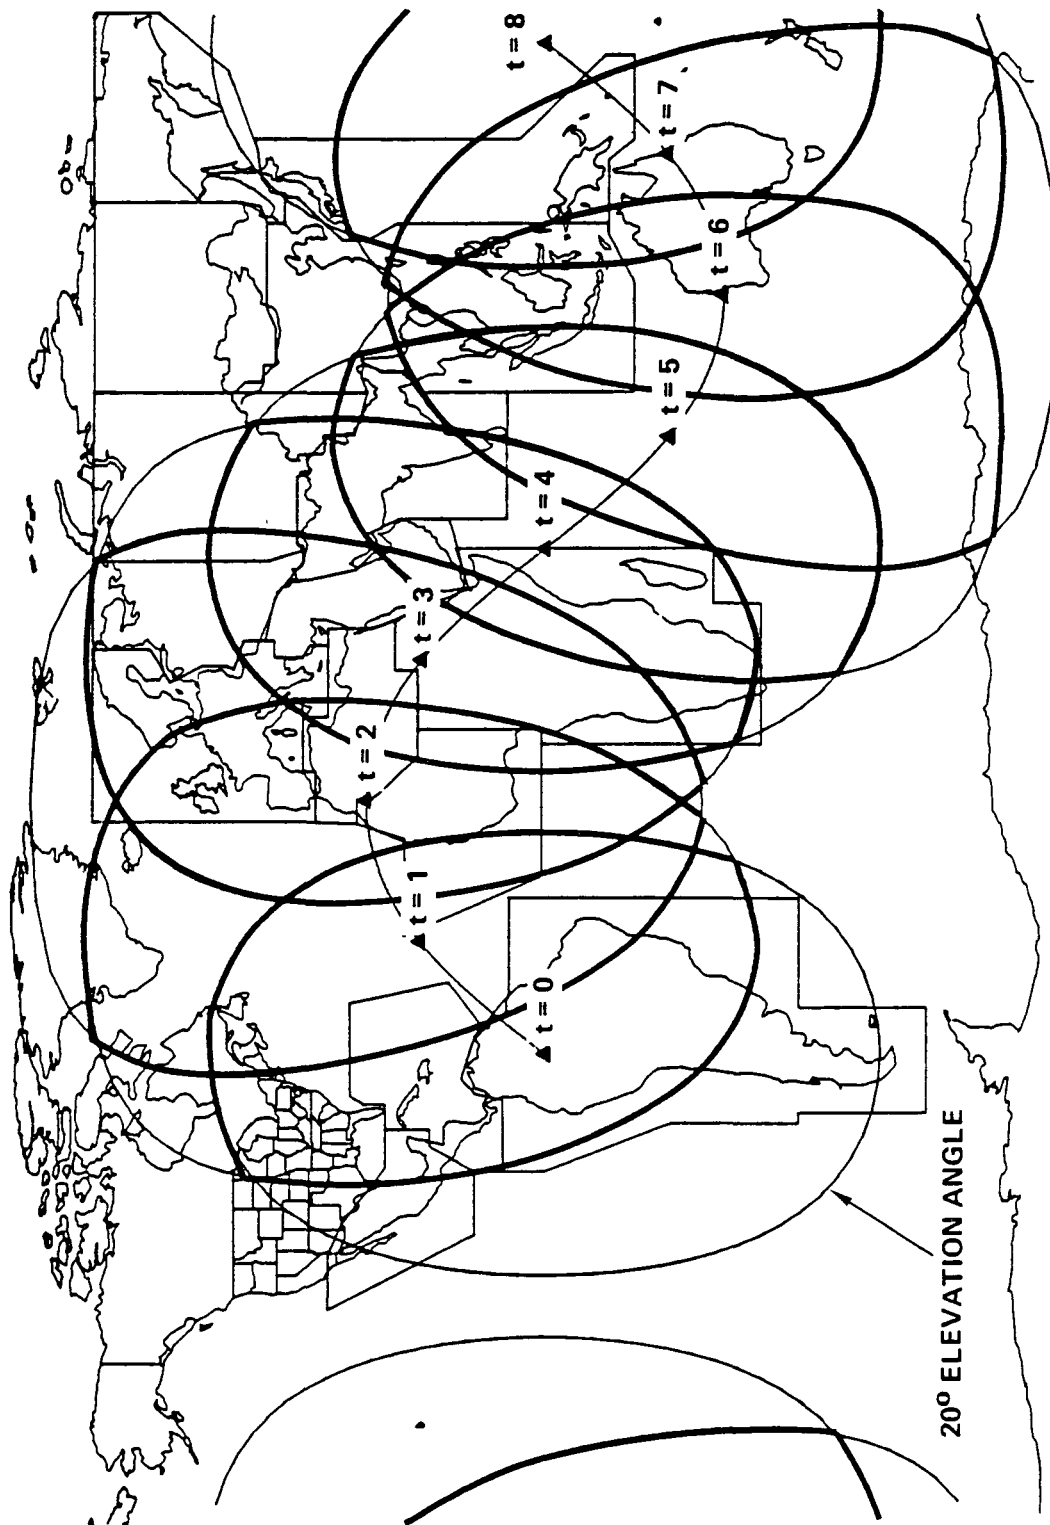 t = 0
t = 1
t = 2
t = 3
t = 4
t = 5
t = 6
t = 7
t = 8
20° ELEVATION ANGLE